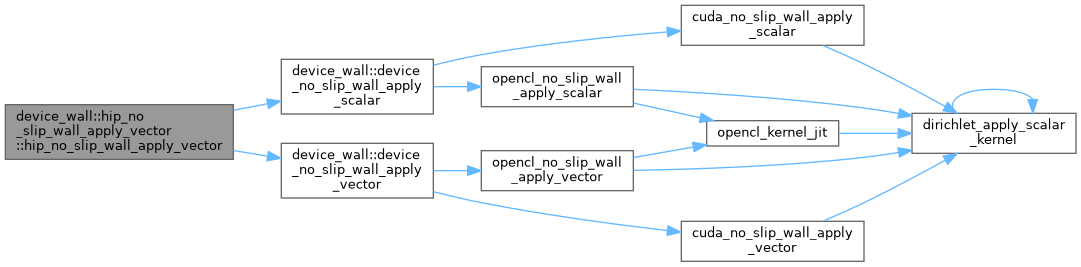 device_wall::hip_no
_slip_wall_apply_vector
::hip_no_slip_wall_apply_vector
device_wall::device
_no_slip_wall_apply
_scalar
device_wall::device
_no_slip_wall_apply
_vector
cuda_no_slip_wall_apply
_scalar
opencl_no_slip_wall
_apply_scalar
opencl_kernel_jit
opencl_no_slip_wall
_apply_vector
cuda_no_slip_wall_apply
_vector
dirichlet_apply_scalar
_kernel